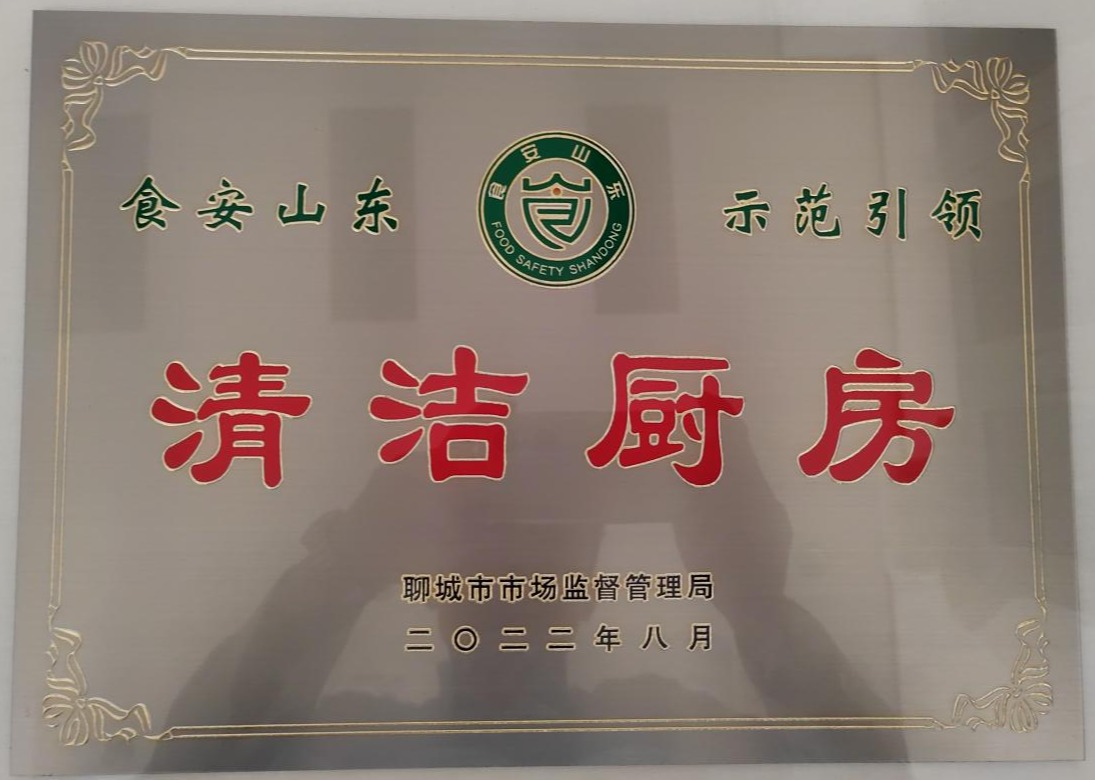 食安山东
食安山东
FOOD SAFETY SHANDONG
示范引领
清洁厨房
聊城市市场监督管理局
二〇二二年八月